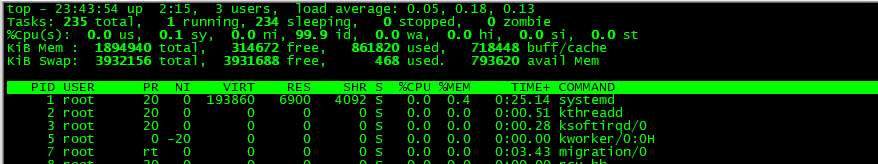 top - 23:43:54 up  2:15,  3 users,  load average: 0.05, 0.18, 0.13
Tasks: 235 total,   1 running, 234 sleeping,   0 stopped,   0 zombie
%Cpu(s):  0.0 us,  0.1 sy,  0.0 ni, 99.9 id,  0.0 wa,  0.0 hi,  0.0 si,  0.0 st
KiB Mem :  1894940 total,   314672 free,   861820 used,   718448 buff/cache
KiB Swap:  3932156 total,  3931688 free,      468 used.   793620 avail Mem
PID USER      PR  NI    VIRT    RES    SHR S  %CPU %MEM     TIME+ COMMAND
1 root      20   0  193860   6900   4092 S   0.0  0.4   0:25.14 systemd
2 root      20   0       0      0      0 S   0.0  0.0   0:00.51 kthreadd
3 root      20   0       0      0      0 S   0.0  0.0   0:00.28 ksoftirqd/0
5 root       0 -20       0      0      0 S   0.0  0.0   0:00.00 kworker/0:0H
7 root      rt   0       0      0      0 S   0.0  0.0   0:03.43 migration/0